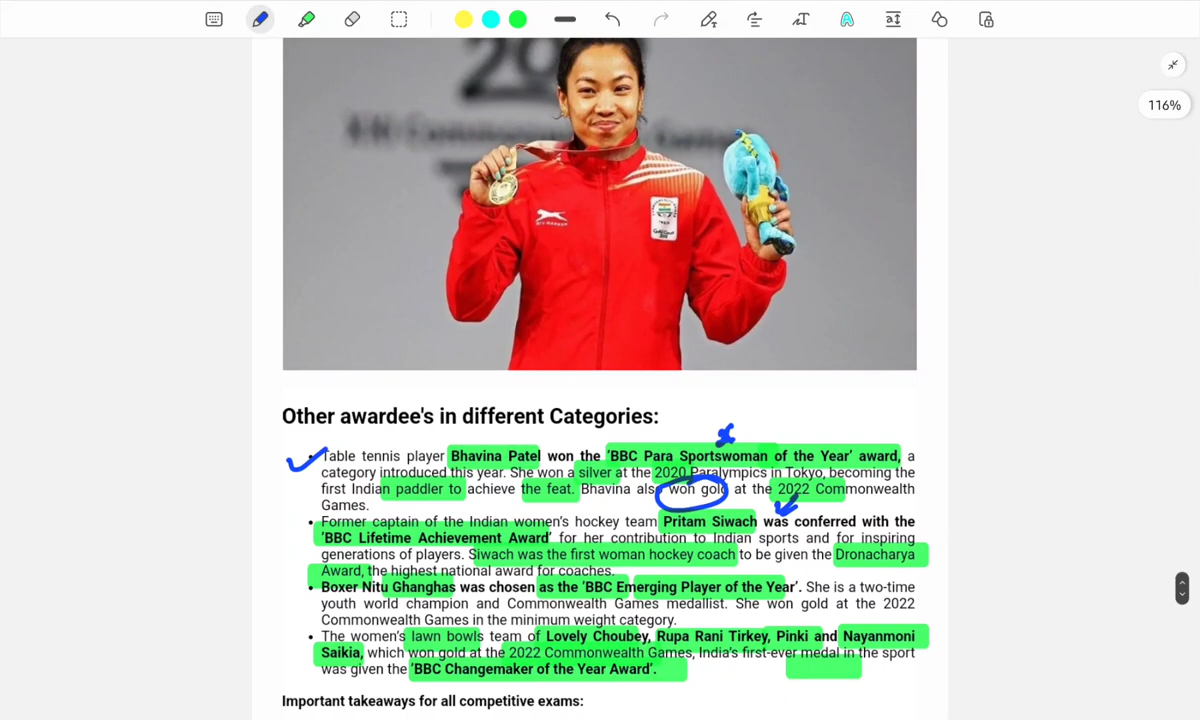 116%
20
XXI Commonwealth Games
Other awardee's in different Categories:
• Table tennis player Bhavina Patel won the 'BBC Para Sportswoman of the Year' award, a
category introduced this year. She won a silver at the 2020 Paralympics in Tokyo, becoming the
first Indian paddler to achieve the feat. Bhavina also won gold at the 2022 Commonwealth
Games.
• Former captain of the Indian women's hockey team Pritam Siwach was conferred with the
'BBC Lifetime Achievement Award' for her contribution to Indian sports and for inspiring
generations of players. Siwach was the first woman hockey coach to be given the Dronacharya
Award, the highest national award for coaches.
• Boxer Nitu Ghanghas was chosen as the 'BBC Emerging Player of the Year'. She is a two-time
youth world champion and Commonwealth Games medallist. She won gold at the 2022
Commonwealth Games in the minimum weight category.
• The women's lawn bowls team of Lovely Choubey, Rupa Rani Tirkey, Pinki and Nayanmoni
Saikia, which won gold at the 2022 Commonwealth Games, India's first-ever medal in the sport
was given the 'BBC Changemaker of the Year Award'.
Important takeaways for all competitive exams: